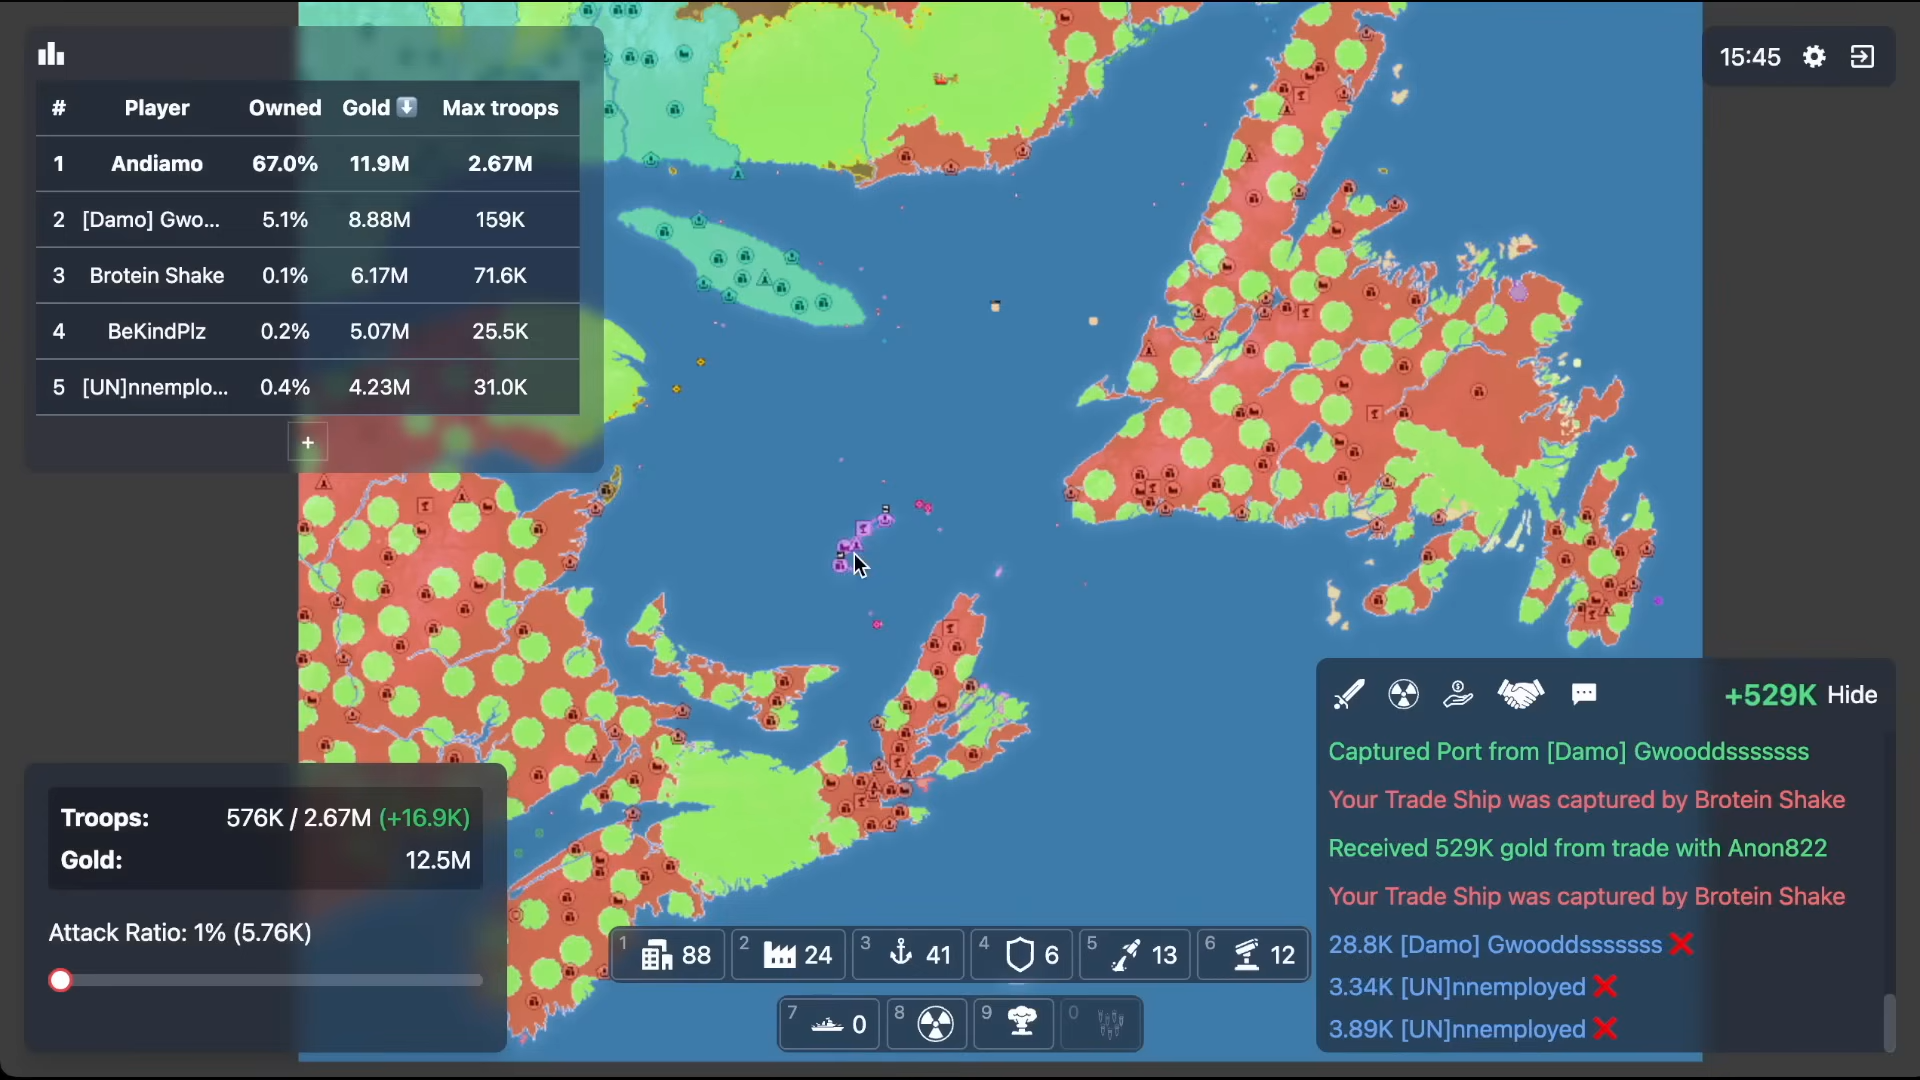 # Player Owned Gold Max troops
1 Andiamo 67.0% 11.9M 2.67M
2 [Damo] Gwo... 5.1% 8.88M 159K
3 Brotein Shake 0.1% 6.17M 71.6K
4 BeKindPlz 0.2% 5.07M 25.5K
5 [UN]nnemplo... 0.4% 4.23M 31.0K
+
15:45
Troops: 576K / 2.67M (+16.9K)
Gold: 12.5M
Attack Ratio: 1% (5.76K)
1 88 2 24 3 41 4 6 5 13 6 12
7 0 8 9 0
+529K Hide
Captured Port from [Damo] Gwooddsssssss
Your Trade Ship was captured by Brotein Shake
Received 529K gold from trade with Anon822
Your Trade Ship was captured by Brotein Shake
28.8K [Damo] Gwooddsssssss ❌
3.34K [UN]nnemployed ❌
3.89K [UN]nnemployed ❌